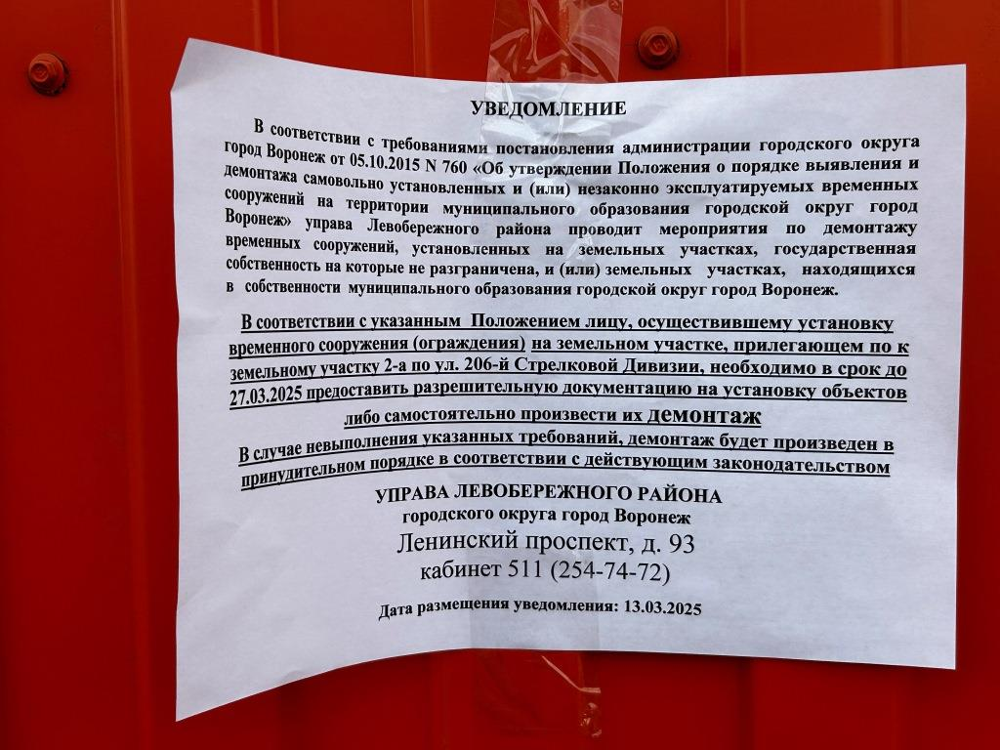 УВЕДОМЛЕНИЕ
В соответствии с требованиями постановления администрации городского округа
город Воронеж от 05.10.2015 N 760 «Об утверждении Положения о порядке выявления и
демонтажа самовольно установленных и (или) незаконно эксплуатируемых временных
сооружений на территории муниципального образования городской округ город
Воронеж» управа Левобережного района проводит мероприятия по демонтажу
временных сооружений, установленных на земельных участках, государственная
собственность на которые не разграничена, и (или) земельных участках, находящихся
в собственности муниципального образования городской округ город Воронеж.
В соответствии с указанным Положением лицу, осуществившему установку
временного сооружения (ограждения) на земельном участке, прилегающем по к
земельному участку 2-а по ул. 206-й Стрелковой Дивизии, необходимо в срок до
27.03.2025 предоставить разрешительную документацию на установку объектов
либо самостоятельно произвести их демонтаж
В случае невыполнения указанных требований, демонтаж будет произведен в
принудительном порядке в соответствии с действующим законодательством
УПРАВА ЛЕВОБЕРЕЖНОГО РАЙОНА
городского округа город Воронеж
Ленинский проспект, д. 93
кабинет 511 (254-74-72)
Дата размещения уведомления: 13.03.2025